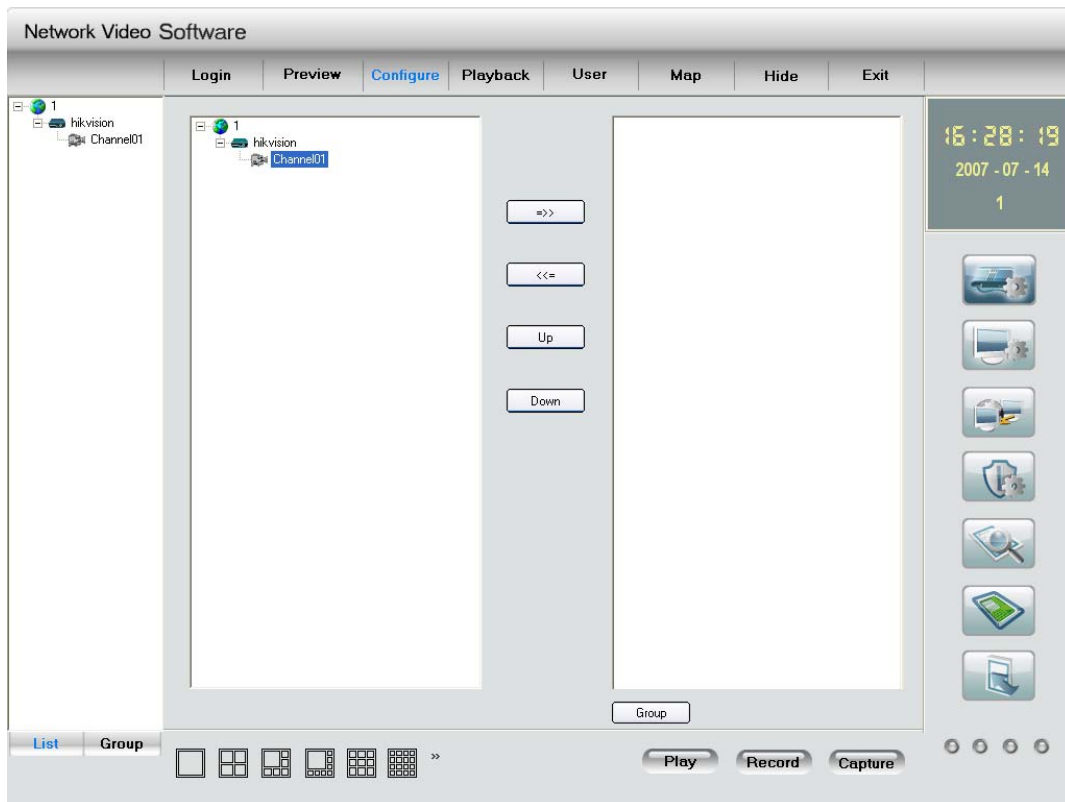 Network Video Software
Login Preview Configure Playback User Map Hide Exit
1
hikvision
Channel01
1
hikvision
Channel01
=>>
<<=
Up
Down
Group
16:28:19
2007 - 07 - 14
1
List Group
»
Play Record Capture